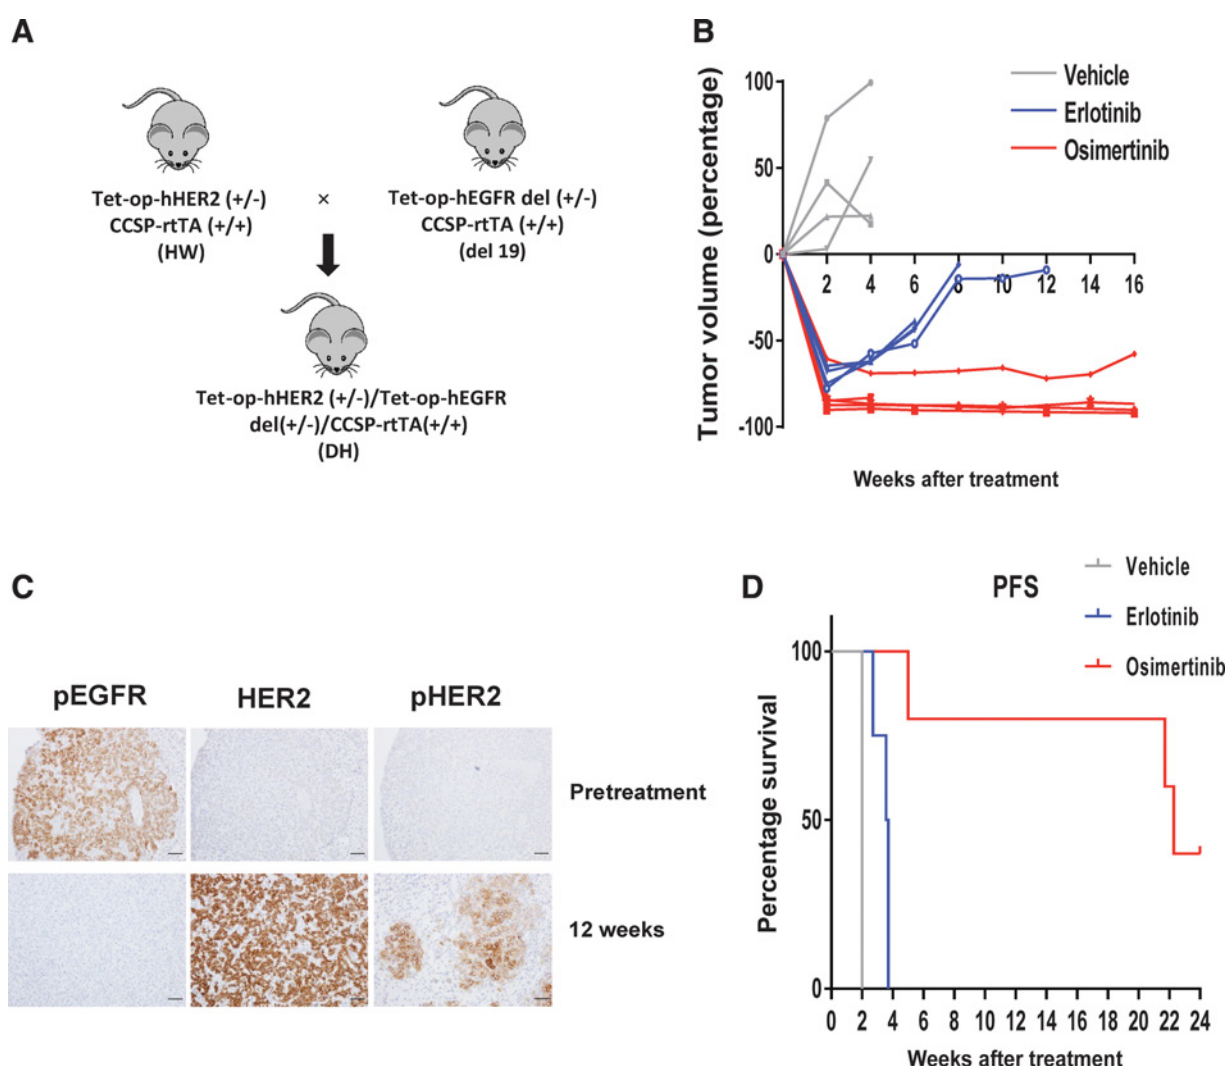 A
Tet-op-hHER2 (+/-)
CCSP-rtTA (+/+)
(HW)
×
Tet-op-hEGFR del (+/-)
CCSP-rtTA (+/+)
(del 19)
Tet-op-hHER2 (+/-)/Tet-op-hEGFR
del(+/-)/CCSP-rtTA(+/+)
(DH)
B
Tumor volume (percentage)
100
50
0
-50
-100
2 4 6 8 10 12 14 16
Weeks after treatment
Vehicle
Erlotinib
Osimertinib
C
pEGFR HER2 pHER2
Pretreatment
12 weeks
D
PFS
Vehicle
Erlotinib
Osimertinib
Percentage survival
100
50
0
0 2 4 6 8 10 12 14 16 18 20 22 24
Weeks after treatment